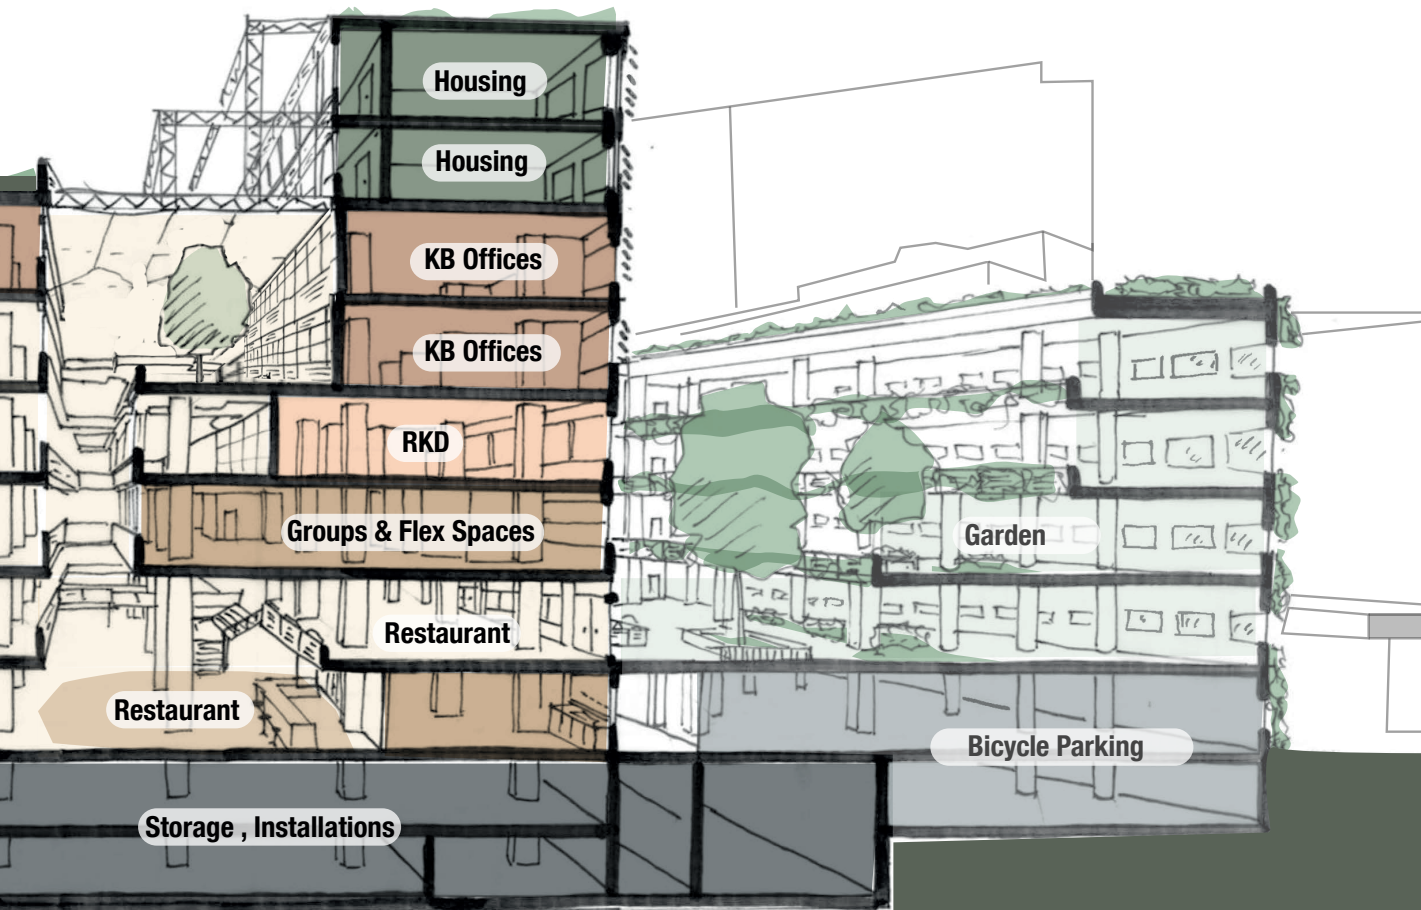 Housing
Housing
KB Offices
KB Offices
RKD
Groups & Flex Spaces
Garden
Restaurant
Restaurant
Bicycle Parking
Storage , Installations